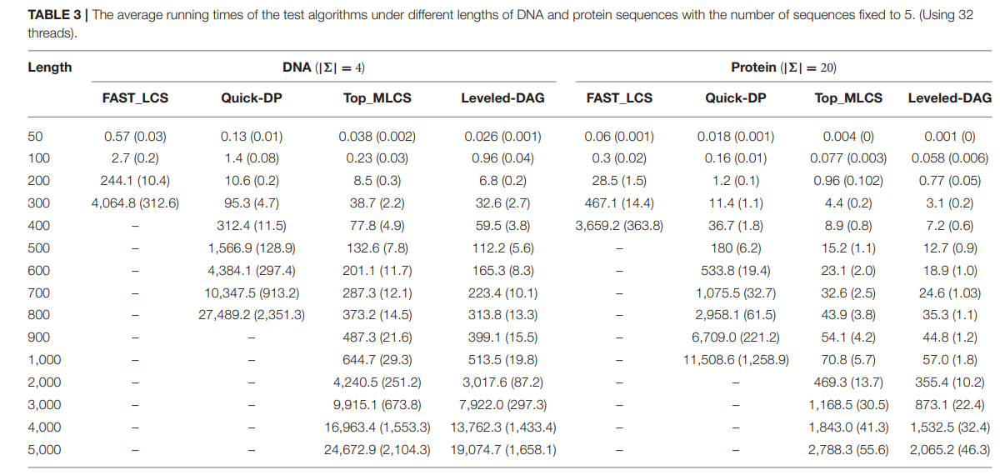 TABLE 3 | The average running times of the test algorithms under different lengths of DNA and protein sequences with the number of sequences fixed to 5. (Using 32
threads).
Length DNA (|Σ| = 4) Protein (|Σ| = 20)
FAST_LCS Quick-DP Top_MLCS Leveled-DAG FAST_LCS Quick-DP Top_MLCS Leveled-DAG
50 0.57 (0.03) 0.13 (0.01) 0.038 (0.002) 0.026 (0.001) 0.06 (0.001) 0.018 (0.001) 0.004 (0) 0.001 (0)
100 2.7 (0.2) 1.4 (0.08) 0.23 (0.03) 0.96 (0.04) 0.3 (0.02) 0.16 (0.01) 0.077 (0.003) 0.058 (0.006)
200 244.1 (10.4) 10.6 (0.2) 8.5 (0.3) 6.8 (0.2) 28.5 (1.5) 1.2 (0.1) 0.96 (0.102) 0.77 (0.05)
300 4,064.8 (312.6) 95.3 (4.7) 38.7 (2.2) 32.6 (2.7) 467.1 (14.4) 11.4 (1.1) 4.4 (0.2) 3.1 (0.2)
400 – 312.4 (11.5) 77.8 (4.9) 59.5 (3.8) 3,659.2 (363.8) 36.7 (1.8) 8.9 (0.8) 7.2 (0.6)
500 – 1,566.9 (128.9) 132.6 (7.8) 112.2 (5.6) – 180 (6.2) 15.2 (1.1) 12.7 (0.9)
600 – 4,384.1 (297.4) 201.1 (11.7) 165.3 (8.3) – 533.8 (19.4) 23.1 (2.0) 18.9 (1.0)
700 – 10,347.5 (913.2) 287.3 (12.1) 223.4 (10.1) – 1,075.5 (32.7) 32.6 (2.5) 24.6 (1.03)
800 – 27,489.2 (2,351.3) 373.2 (14.5) 313.8 (13.3) – 2,958.1 (61.5) 43.9 (3.8) 35.3 (1.1)
900 – – 487.3 (21.6) 399.1 (15.5) – 6,709.0 (221.2) 54.1 (4.2) 44.8 (1.2)
1,000 – – 644.7 (29.3) 513.5 (19.8) – 11,508.6 (1,258.9) 70.8 (5.7) 57.0 (1.8)
2,000 – – 4,240.5 (251.2) 3,017.6 (87.2) – – 469.3 (13.7) 355.4 (10.2)
3,000 – – 9,915.1 (673.8) 7,922.0 (297.3) – – 1,168.5 (30.5) 873.1 (22.4)
4,000 – – 16,963.4 (1,553.3) 13,762.3 (1,433.4) – – 1,843.0 (41.3) 1,532.5 (32.4)
5,000 – – 24,672.9 (2,104.3) 19,074.7 (1,658.1) – – 2,788.3 (55.6) 2,065.2 (46.3)